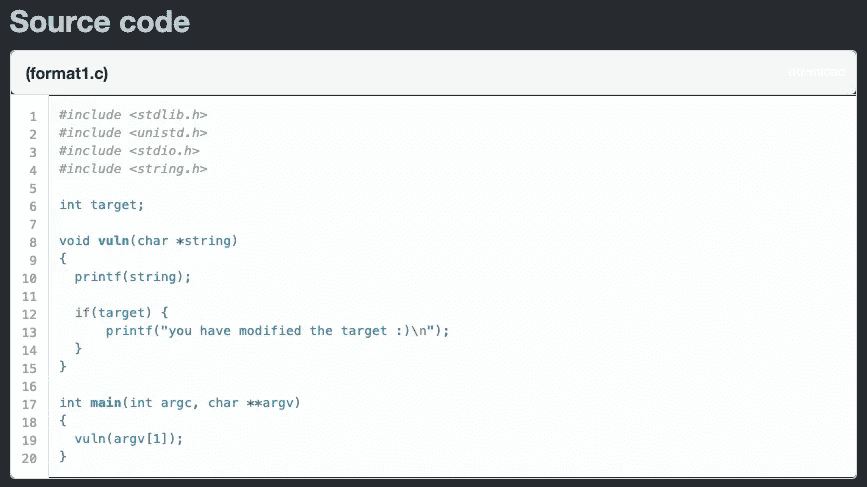 Source code
(format1.c)
download
1 #include <stdlib.h>
2 #include <unistd.h>
3 #include <stdio.h>
4 #include <string.h>
5
6 int target;
7
8 void vuln(char *string)
9 {
10   printf(string);
11
12   if(target) {
13       printf("you have modified the target :)\n");
14   }
15 }
16
17 int main(int argc, char **argv)
18 {
19   vuln(argv[1]);
20 }